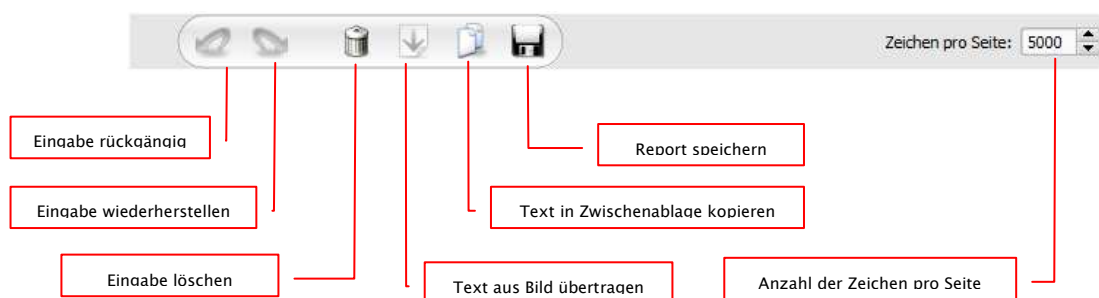 Zeichen pro Seite: 5000
Eingabe rückgängig
Report speichern
Eingabe wiederherstellen
Text in Zwischenablage kopieren
Eingabe löschen
Text aus Bild übertragen
Anzahl der Zeichen pro Seite